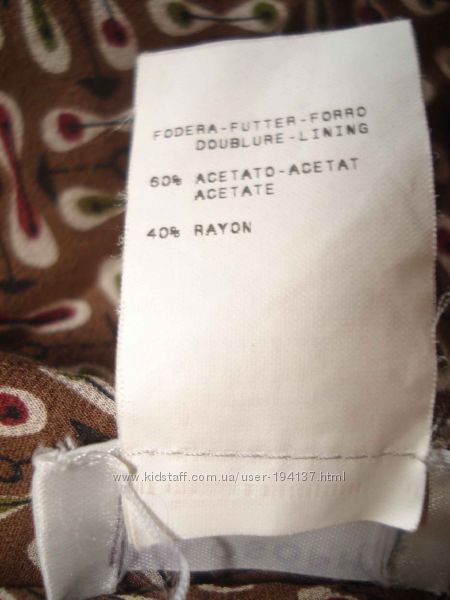 FODERA-FUTTER-FORRO
DOUBLURE-LINING
60% ACETATO-ACETAT
ACETATE
40% RAYON
www.kidstaff.com.ua/user-194137.html